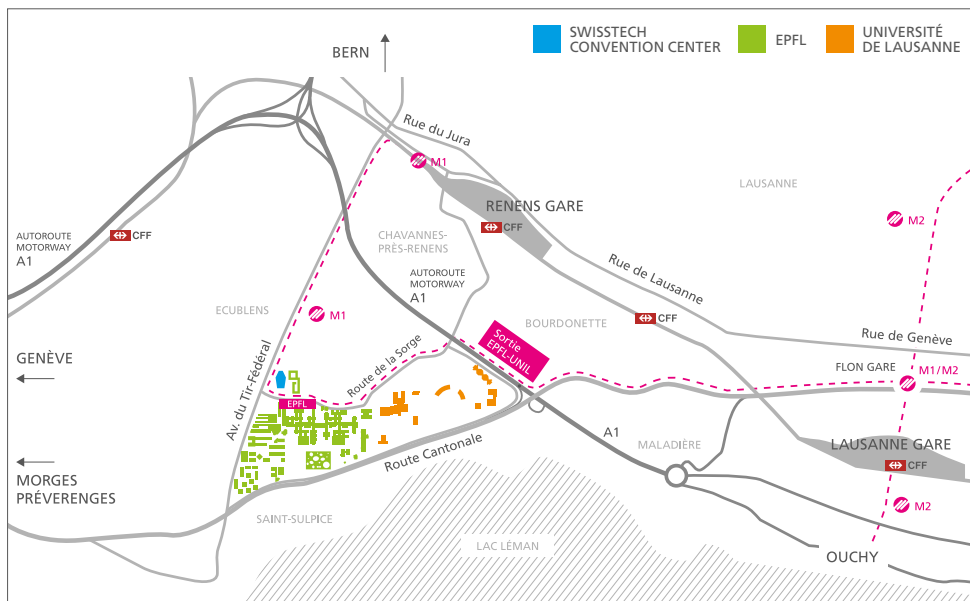 SWISSTECH
CONVENTION CENTER
EPFL
UNIVERSITÉ
DE LAUSANNE
BERN
Rue du Jura
M1
LAUSANNE
RENENS GARE
M2
CFF
CFF
AUTOROUTE
MOTORWAY
A1
CHAVANNES-
PRÈS-RENENS
AUTOROUTE
MOTORWAY
A1
Rue de Lausanne
ECUBLENS
M1
BOURDONETTE
CFF
Rue de Genève
Sortie
EPFL-UNIL
GENÈVE
Av. du Tir-Fédéral
Route de la Sorge
FLON GARE
M1/M2
EPFL
Route Cantonale
A1
MALADIÈRE
LAUSANNE GARE
CFF
MORGES
PRÉVERENGES
SAINT-SULPICE
M2
LAC LÉMAN
OUCHY